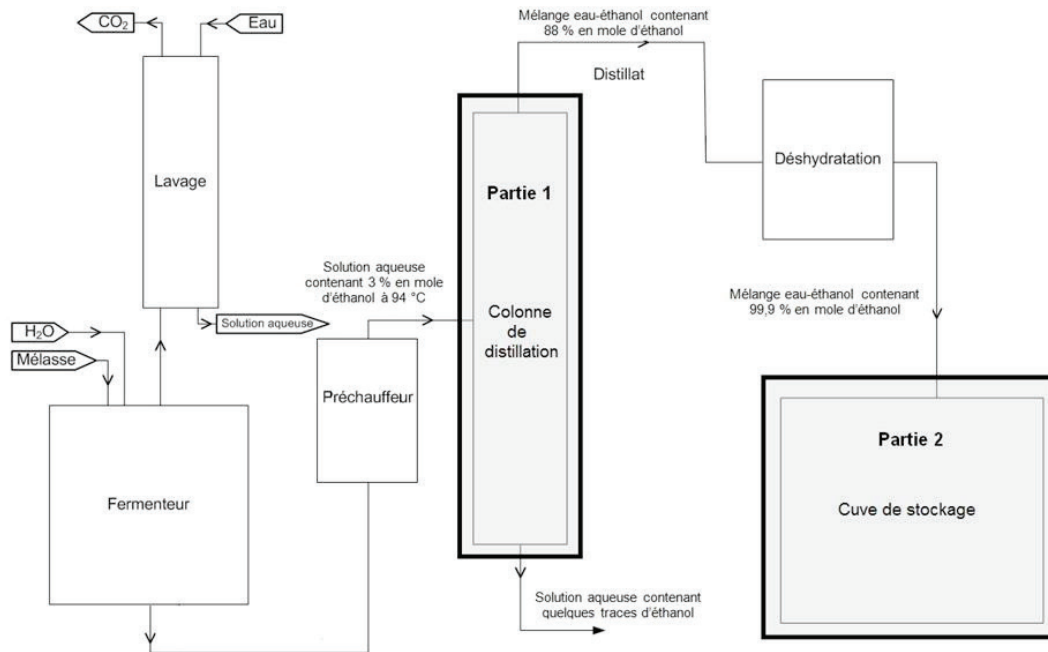 Mélange eau-éthanol contenant
88 % en mole d'éthanol
CO₂
Eau
Distillat
Lavage
Déshydratation
Partie 1
Solution aqueuse
contenant 3 % en mole
d'éthanol à 94 °C
Colonne
de
distillation
Mélange eau-éthanol contenant
99,9 % en mole d'éthanol
Solution aqueuse
H₂O
Mélasse
Préchauffeur
Partie 2
Fermenteur
Cuve de stockage
Solution aqueuse contenant
quelques traces d'éthanol